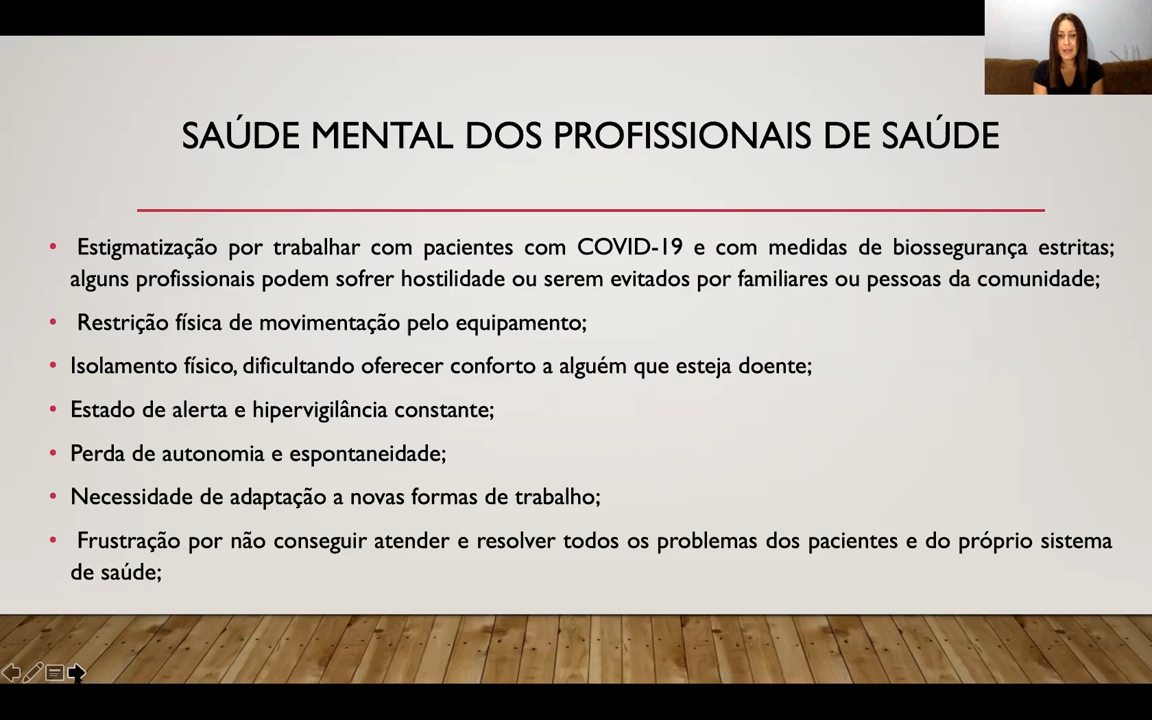 SAÚDE MENTAL DOS PROFISSIONAIS DE SAÚDE
• Estigmatização por trabalhar com pacientes com COVID-19 e com medidas de biossegurança estritas;
alguns profissionais podem sofrer hostilidade ou serem evitados por familiares ou pessoas da comunidade;
• Restrição física de movimentação pelo equipamento;
• Isolamento físico, dificultando oferecer conforto a alguém que esteja doente;
• Estado de alerta e hipervigilância constante;
• Perda de autonomia e espontaneidade;
• Necessidade de adaptação a novas formas de trabalho;
• Frustração por não conseguir atender e resolver todos os problemas dos pacientes e do próprio sistema
de saúde;